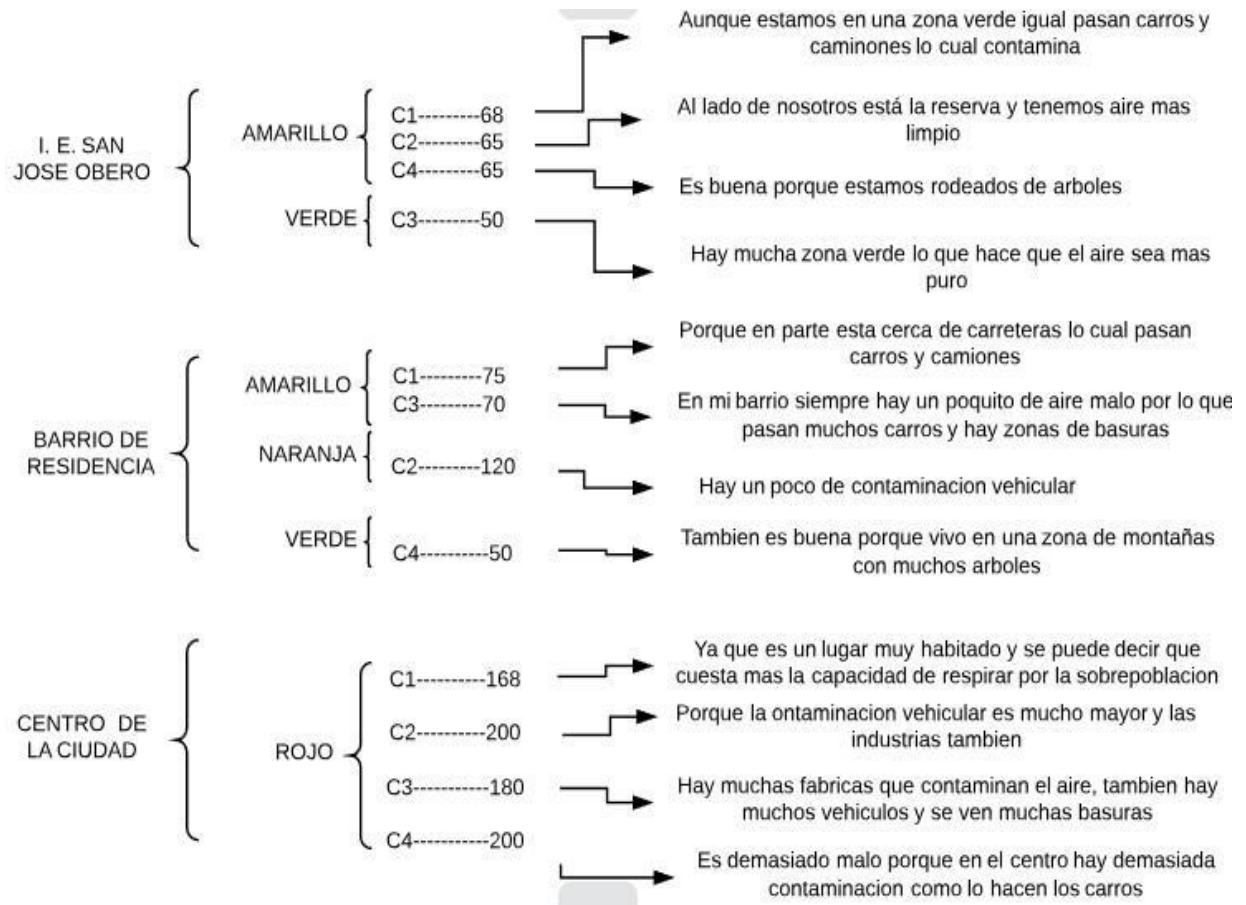 Aunque estamos en una zona verde igual pasan carros y
caminones lo cual contamina
I. E. SAN
JOSE OBERO
AMARILLO
C1---------68
C2---------65
C4---------65
Al lado de nosotros está la reserva y tenemos aire mas
limpio
Es buena porque estamos rodeados de arboles
VERDE
C3---------50
Hay mucha zona verde lo que hace que el aire sea mas
puro
BARRIO DE
RESIDENCIA
AMARILLO
C1---------75
C3---------70
Porque en parte esta cerca de carreteras lo cual pasan
carros y camiones
En mi barrio siempre hay un poquito de aire malo por lo que
pasan muchos carros y hay zonas de basuras
NARANJA
C2---------120
Hay un poco de contaminacion vehicular
VERDE
C4---------50
Tambien es buena porque vivo en una zona de montañas
con muchos arboles
CENTRO DE
LA CIUDAD
ROJO
C1----------168
Ya que es un lugar muy habitado y se puede decir que
cuesta mas la capacidad de respirar por la sobrepoblacion
C2----------200
Porque la ontaminacion vehicular es mucho mayor y las
industrias tambien
C3-----------180
Hay muchas fabricas que contaminan el aire, tambien hay
muchos vehiculos y se ven muchas basuras
C4-----------200
Es demasiado malo porque en el centro hay demasiada
contaminacion como lo hacen los carros